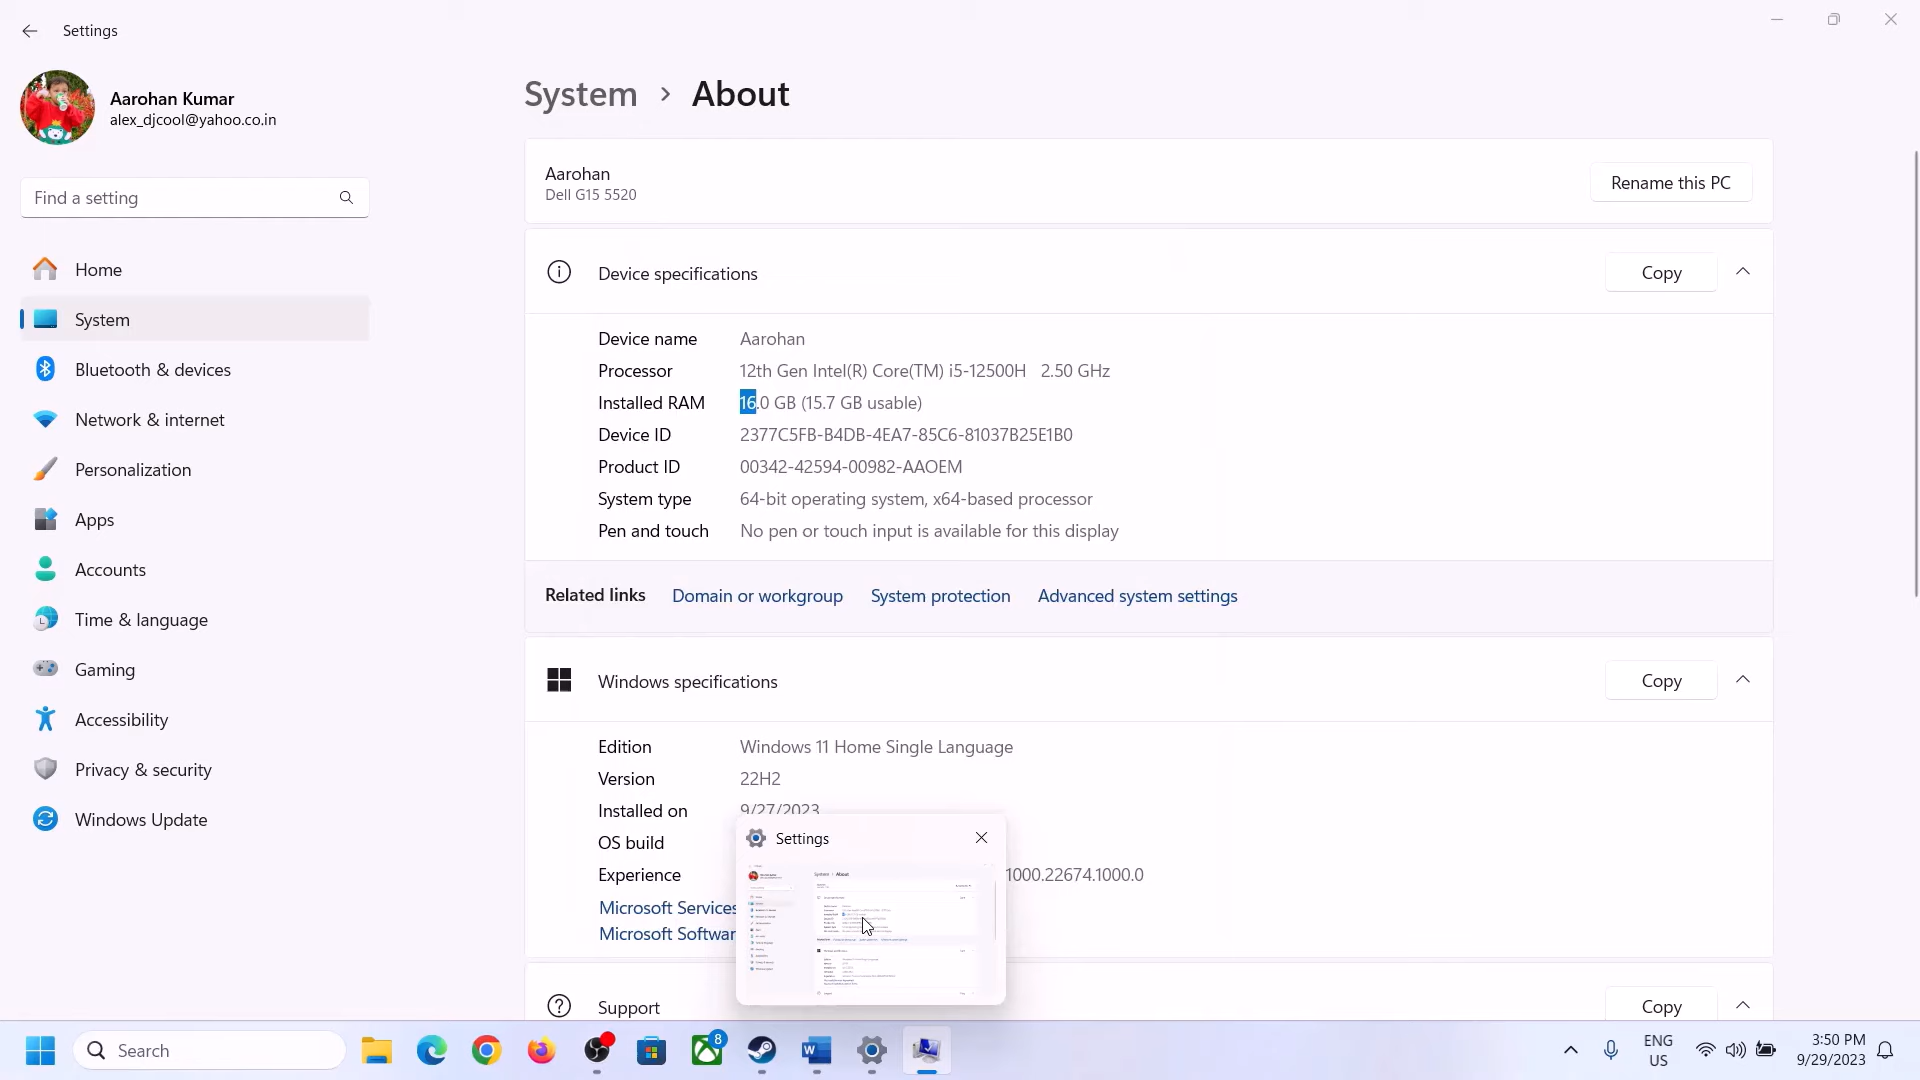 Settings
Aarohan Kumar
alex_djcool@yahoo.co.in
Find a setting
Home
System
Bluetooth & devices
Network & internet
Personalization
Apps
Accounts
Time & language
Gaming
Accessibility
Privacy & security
Windows Update
System > About
Aarohan
Dell G15 5520
Rename this PC
Device specifications
Copy
Device name Aarohan
Processor 12th Gen Intel(R) Core(TM) i5-12500H 2.50 GHz
Installed RAM 16.0 GB (15.7 GB usable)
Device ID 2377C5FB-B4DB-4EA7-85C6-81037B25E1B0
Product ID 00342-42594-00982-AAOEM
System type 64-bit operating system, x64-based processor
Pen and touch No pen or touch input is available for this display
Related links Domain or workgroup System protection Advanced system settings
Windows specifications
Copy
Edition Windows 11 Home Single Language
Version 22H2
Installed on 9/27/2023
OS build
Experience 1000.22674.1000.0
Microsoft Services
Microsoft Softwar
Settings
Support
Copy
Search
8
ENG
US
3:50 PM
9/29/2023